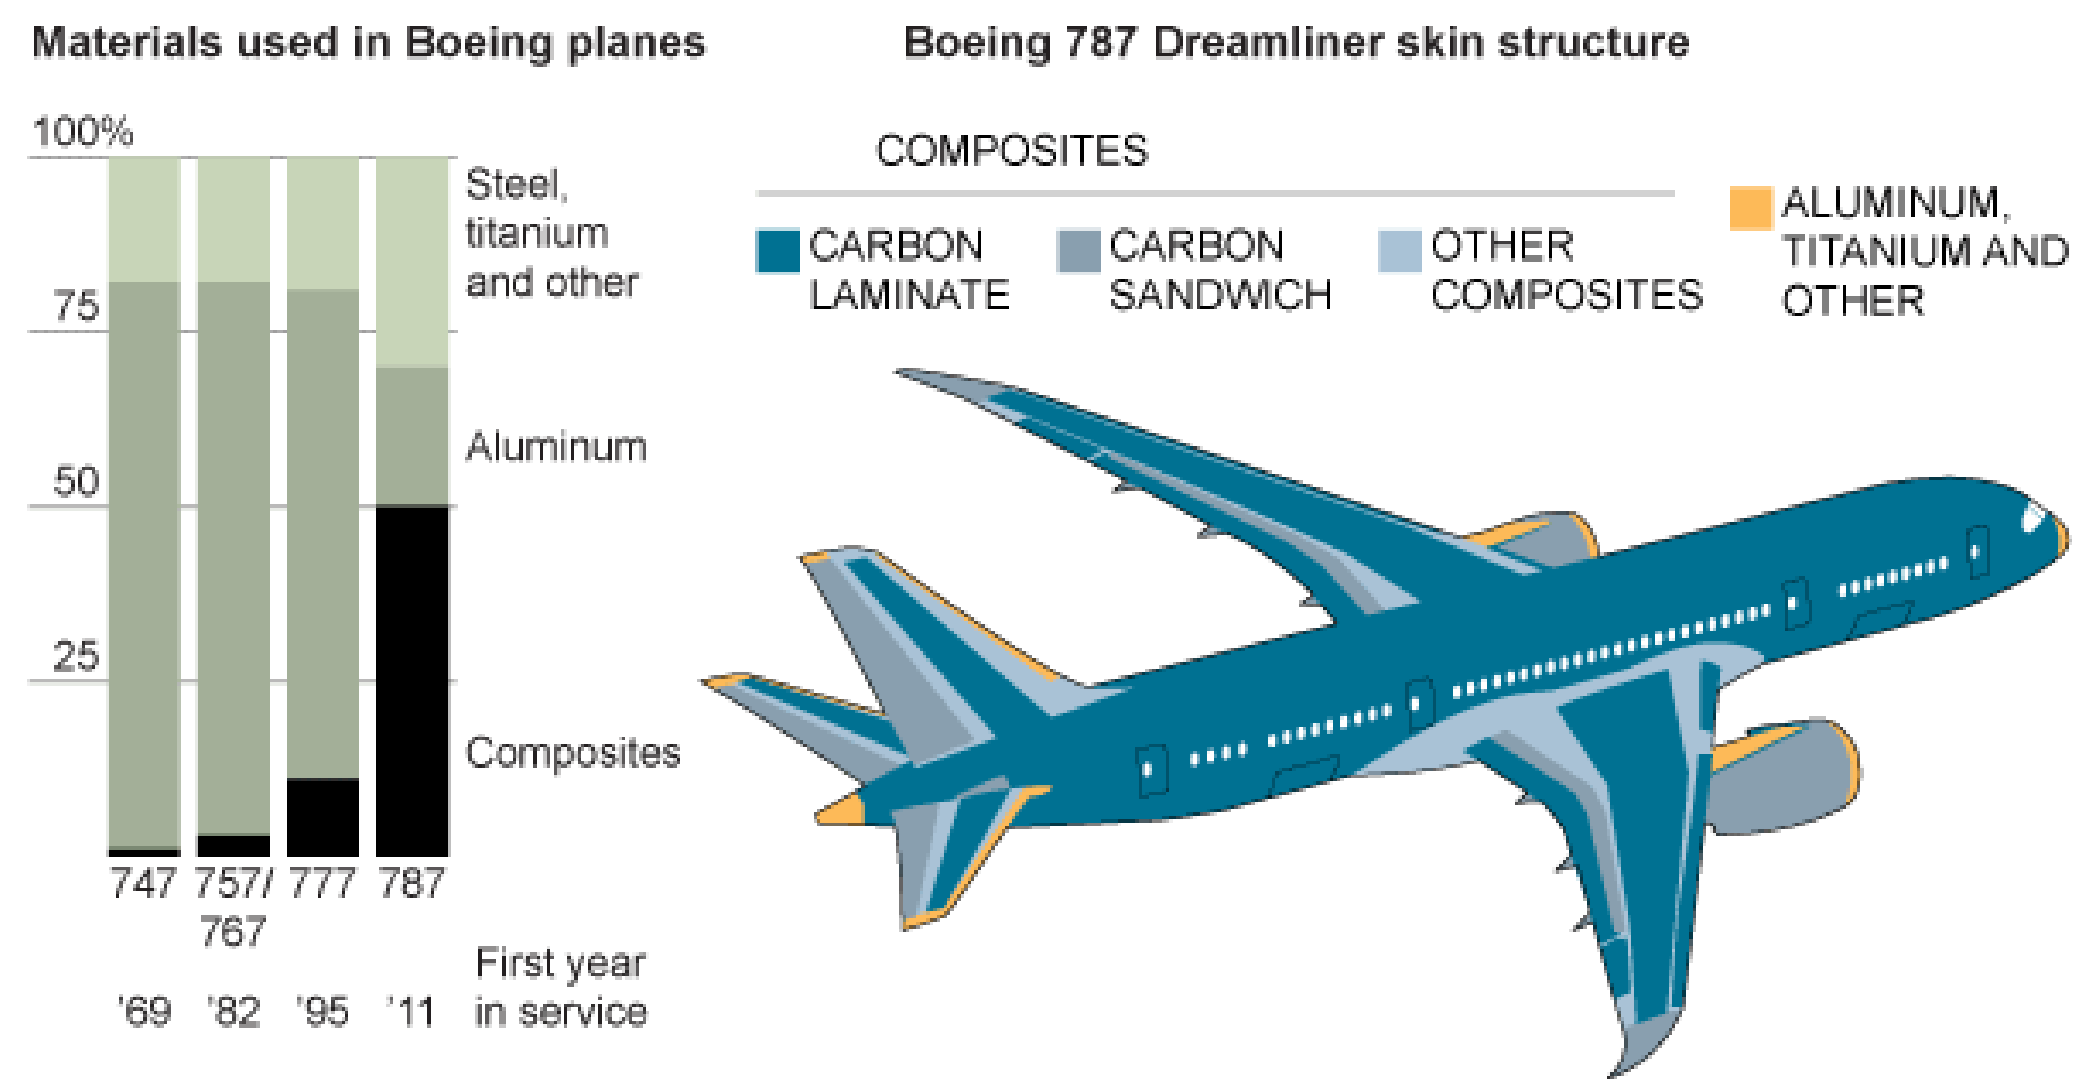 Materials used in Boeing planes
100%
75
50
25
Steel,
titanium
and other
Aluminum
Composites
747 757/ 777 787
767
'69 '82 '95 '11
First year
in service
Boeing 787 Dreamliner skin structure
COMPOSITES
CARBON
LAMINATE
CARBON
SANDWICH
OTHER
COMPOSITES
ALUMINUM,
TITANIUM AND
OTHER